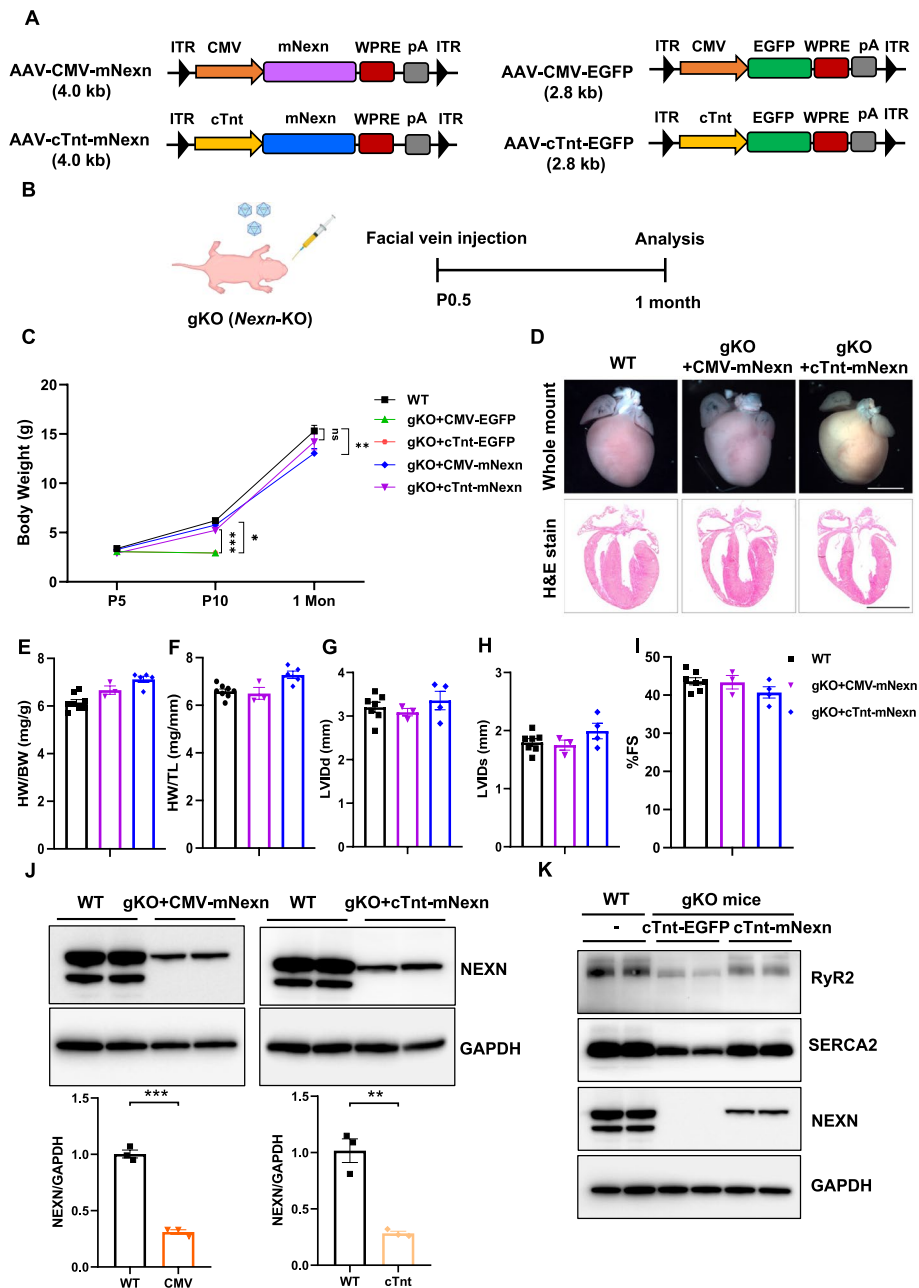 A
ITR CMV mNexn WPRE pA ITR
AAV-CMV-mNexn
(4.0 kb)
ITR CMV EGFP WPRE pA ITR
AAV-CMV-EGFP
(2.8 kb)
ITR cTnt mNexn WPRE pA ITR
AAV-cTnt-mNexn
(4.0 kb)
ITR cTnt EGFP WPRE pA ITR
AAV-cTnt-EGFP
(2.8 kb)
B
gKO (Nexn-KO)
Facial vein injection Analysis
P0.5 1 month
C
Body Weight (g)
20
15
10
5
0
P5 P10 1 Mon
***
*
ns
**
WT
gKO+CMV-EGFP
gKO+cTnt-EGFP
gKO+CMV-mNexn
gKO+cTnt-mNexn
D
WT
gKO
+CMV-mNexn
gKO
+cTnt-mNexn
Whole mount
H&E stain
E
HW/BW (mg/g)
8
6
4
2
0
F
HW/TL (mg/mm)
8
6
4
2
0
G
LVIDd (mm)
4
3
2
1
0
H
LVIDs (mm)
4
3
2
1
0
I
%FS
50
40
30
20
10
0
WT
gKO+CMV-mNexn
gKO+cTnt-mNexn
J
WT gKO+CMV-mNexn
WT gKO+cTnt-mNexn
NEXN
GAPDH
NEXN/GAPDH
1.5
1.0
0.5
0.0
***
WT CMV
NEXN/GAPDH
1.5
1.0
0.5
0.0
**
WT cTnt
K
WT gKO mice
- cTnt-EGFP cTnt-mNexn
RyR2
SERCA2
NEXN
GAPDH